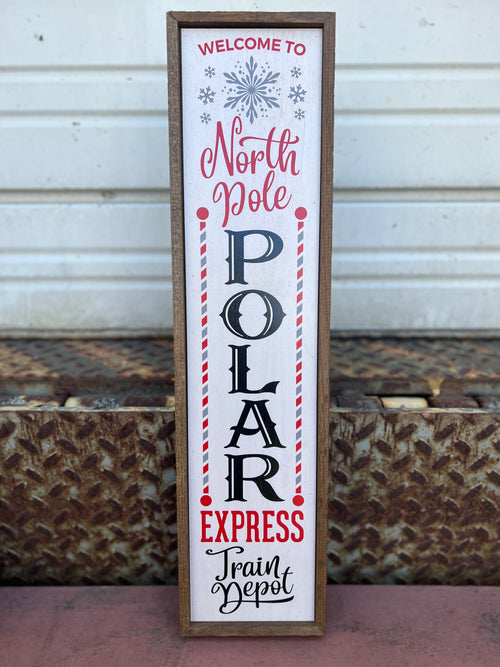 WELCOME TO
North
Pole
POLAR
EXPRESS
Train
Depot